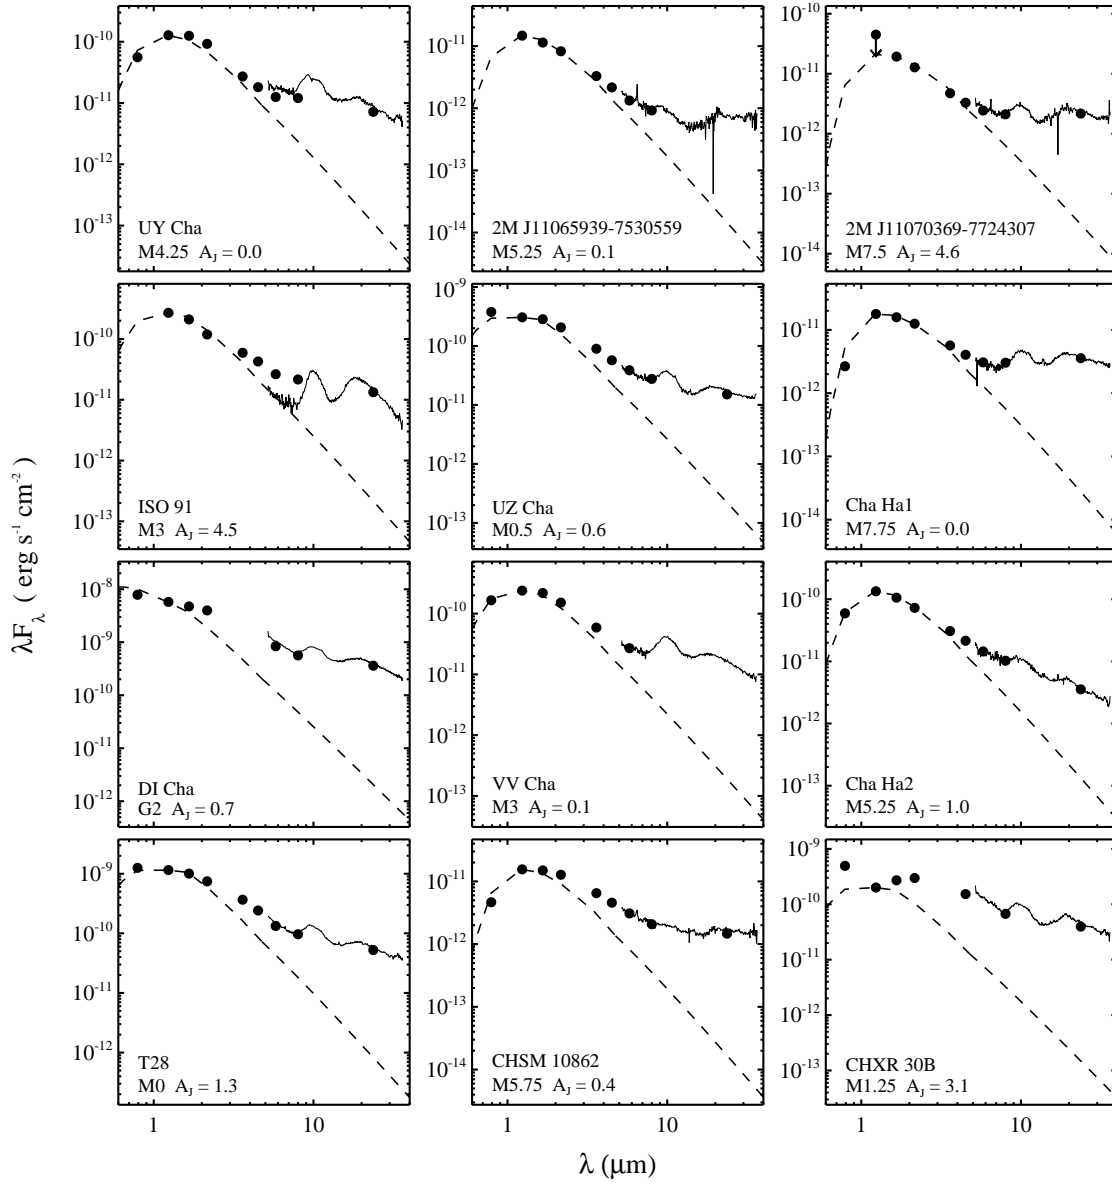 10⁻¹⁰
10⁻¹¹
10⁻¹²
10⁻¹³
UY Cha
M4.25 A_J = 0.0
10⁻¹¹
10⁻¹²
10⁻¹³
10⁻¹⁴
2M J11065939-7530559
M5.25 A_J = 0.1
10⁻¹⁰
10⁻¹¹
10⁻¹²
10⁻¹³
10⁻¹⁴
2M J11070369-7724307
M7.5 A_J = 4.6
10⁻¹⁰
10⁻¹¹
10⁻¹²
10⁻¹³
ISO 91
M3 A_J = 4.5
10⁻⁹
10⁻¹⁰
10⁻¹¹
10⁻¹²
10⁻¹³
UZ Cha
M0.5 A_J = 0.6
10⁻¹¹
10⁻¹²
10⁻¹³
10⁻¹⁴
Cha Ha1
M7.75 A_J = 0.0
λF_λ ( erg s⁻¹ cm⁻² )
10⁻⁸
10⁻⁹
10⁻¹⁰
10⁻¹¹
10⁻¹²
DI Cha
G2 A_J = 0.7
10⁻¹⁰
10⁻¹¹
10⁻¹²
10⁻¹³
VV Cha
M3 A_J = 0.1
10⁻¹⁰
10⁻¹¹
10⁻¹²
10⁻¹³
Cha Ha2
M5.25 A_J = 1.0
10⁻⁹
10⁻¹⁰
10⁻¹¹
10⁻¹²
T28
M0 A_J = 1.3
1 10
10⁻¹¹
10⁻¹²
10⁻¹³
10⁻¹⁴
CHSM 10862
M5.75 A_J = 0.4
1 10
10⁻⁹
10⁻¹⁰
10⁻¹¹
10⁻¹²
10⁻¹³
CHXR 30B
M1.25 A_J = 3.1
1 10
λ (μm)